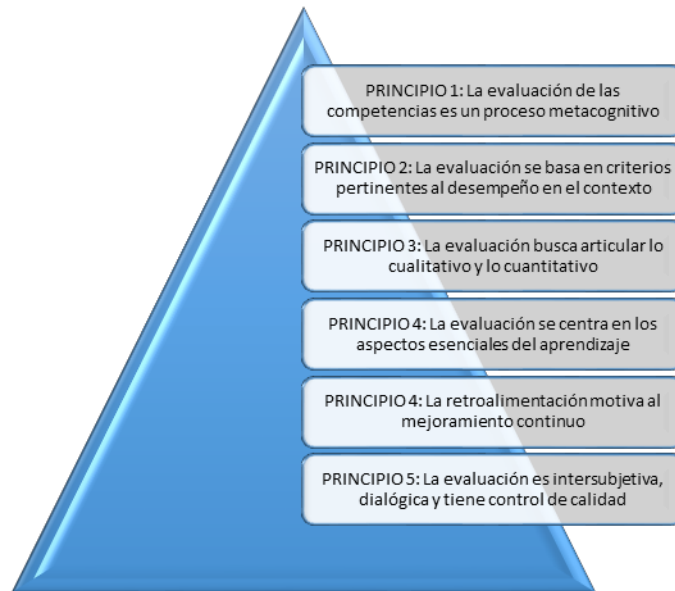 PRINCIPIO 1: La evaluación de las
competencias es un proceso metacognitivo
PRINCIPIO 2: La evaluación se basa en criterios
pertinentes al desempeño en el contexto
PRINCIPIO 3: La evaluación busca articular lo
cualitativo y lo cuantitativo
PRINCIPIO 4: La evaluación se centra en los
aspectos esenciales del aprendizaje
PRINCIPIO 4: La retroalimentación motiva al
mejoramiento continuo
PRINCIPIO 5: La evaluación es intersubjetiva,
dialógica y tiene control de calidad